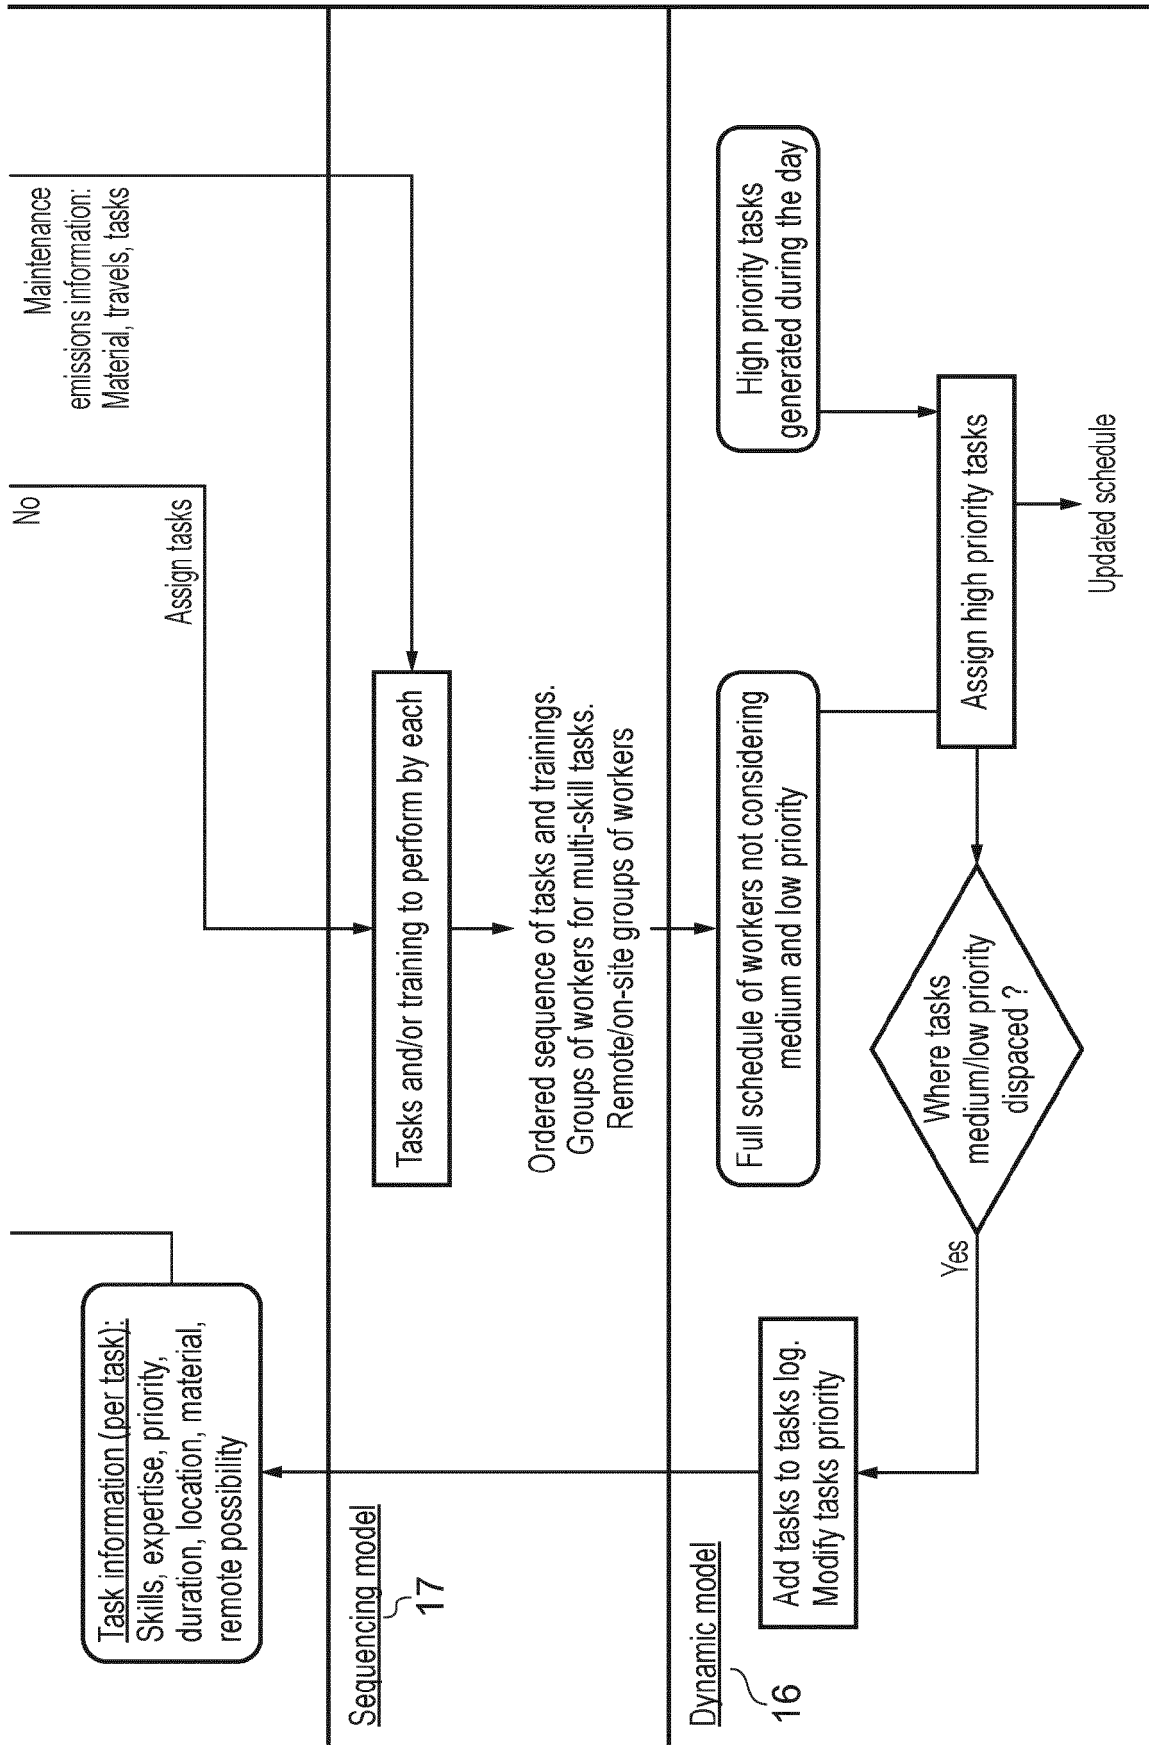 Task information (per task):
Skills, expertise, priority,
duration, location, material,
remote possibility
No
Assign tasks
Maintenance
emissions information:
Material, travels, tasks
Sequencing model
17
Tasks and/or training to perform by each
Ordered sequence of tasks and trainings.
Groups of workers for multi-skill tasks.
Remote/on-site groups of workers
Dynamic model
16
Full schedule of workers not considering
medium and low priority
High priority tasks
generated during the day
Add tasks to tasks log.
Modify tasks priority
Yes
Where tasks
medium/low priority
dispaced ?
Assign high priority tasks
Updated schedule